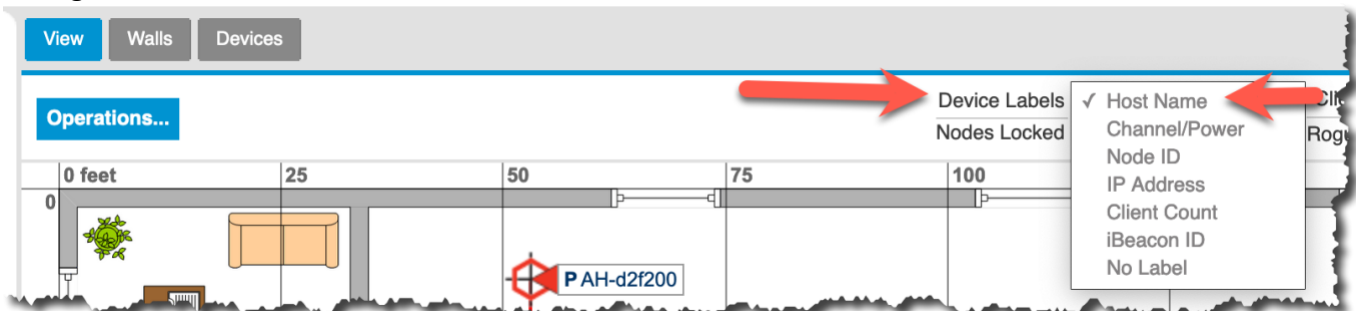 View Walls Devices
Operations...
Device Labels
Nodes Locked
✓ Host Name
Channel/Power
Node ID
IP Address
Client Count
iBeacon ID
No Label
0 feet 25 50 75 100
0
P AH-d2f200